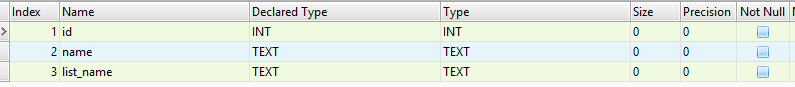 Index Name Declared Type Type Size Precision Not Null
1 id INT INT 0 0
2 name TEXT TEXT 0 0
3 list_name TEXT TEXT 0 0